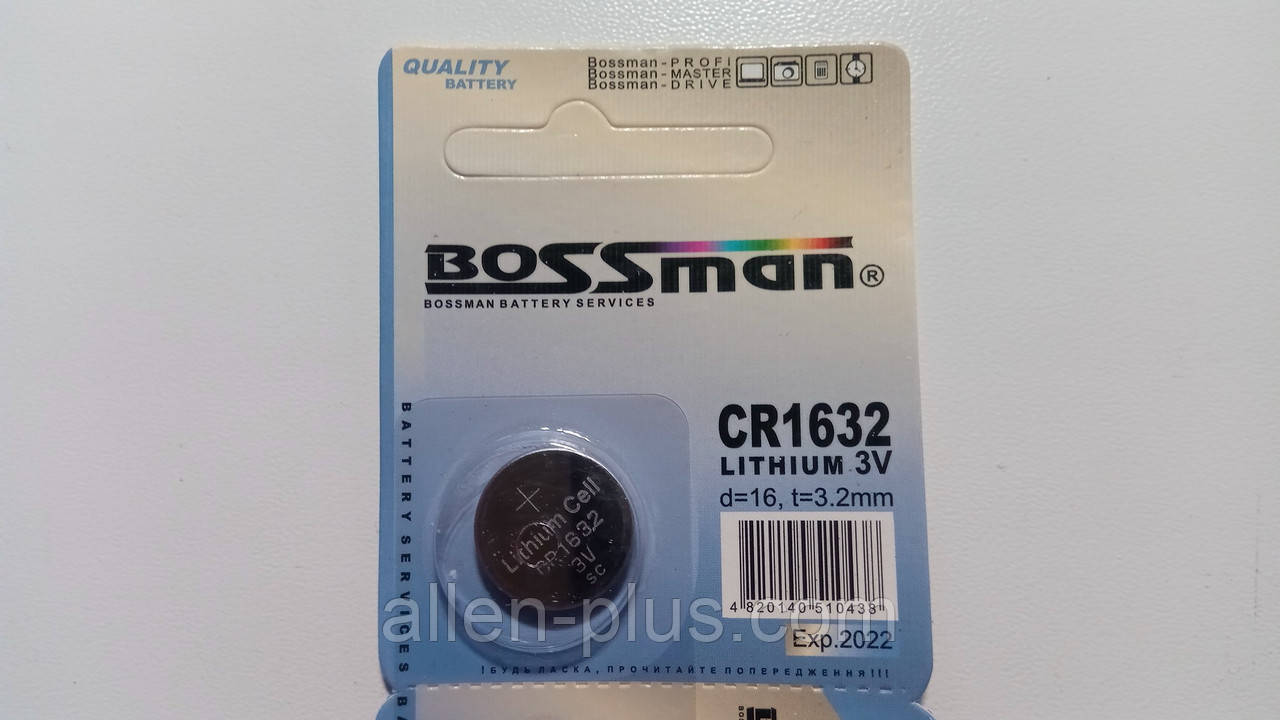 QUALITY
BATTERY
Bossman-PROFI
Bossman-MASTER
Bossman-DRIVE
BOSSman®
BOSSMAN BATTERY SERVICES
BATTERY SERVICES
CR1632
LITHIUM 3V
d=16, t=3.2mm
Lithium Cell
CR1632
3V
SC
4 820140 510438
allen-plus.com.ua
Exp.2022
!БУДЬ ЛАСКА, ПРОЧИТАЙТЕ ПОПЕРЕДЖЕННЯ!!!